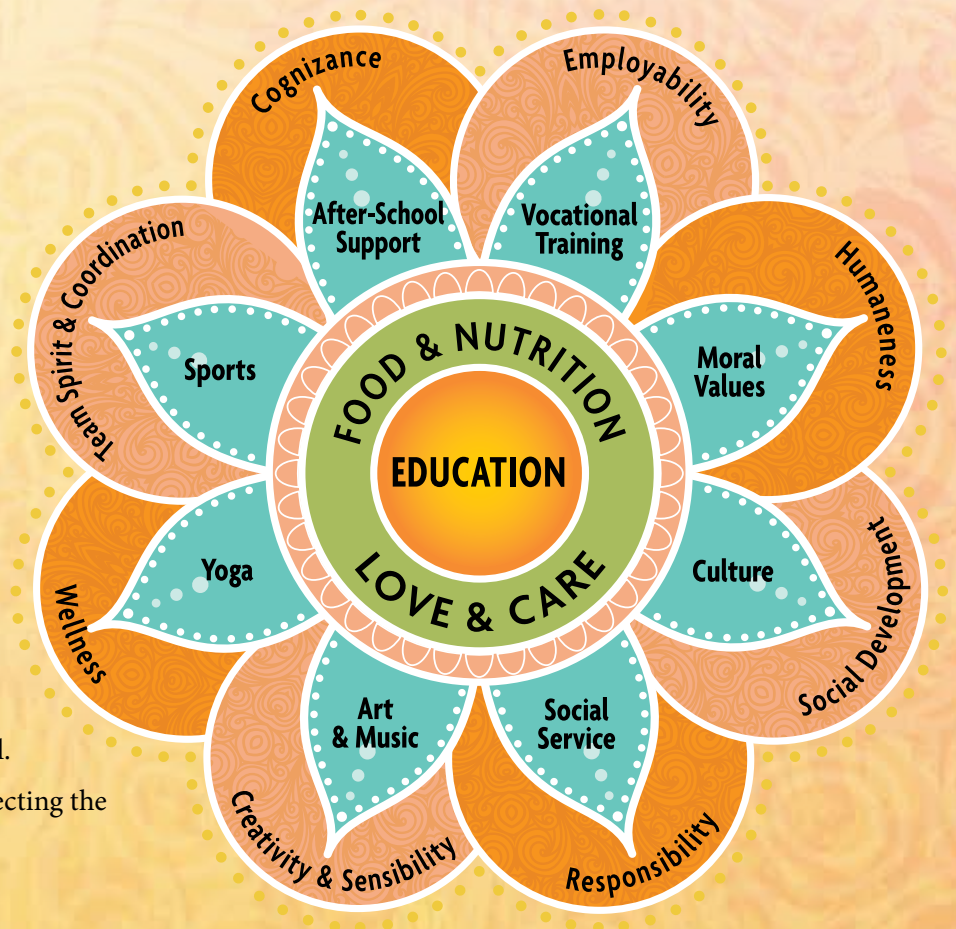 Cognizance
Employability
After-School
Support
Vocational
Training
Team Spirit & Coordination
Humaneness
Sports
Moral
Values
FOOD & NUTRITION
EDUCATION
LOVE & CARE
Yoga
Culture
Wellness
Social Development
Art
& Music
Social
Service
Creativity & Sensibility
Responsibility
the